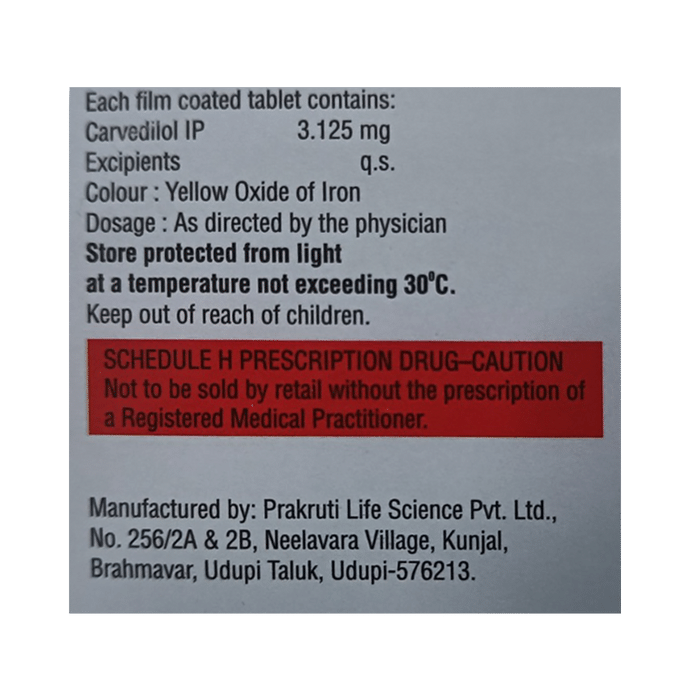 Each film coated tablet contains:
Carvedilol IP 3.125 mg
Excipients q.s.
Colour : Yellow Oxide of Iron
Dosage : As directed by the physician
Store protected from light
at a temperature not exceeding 30⁰C.
Keep out of reach of children.
SCHEDULE H PRESCRIPTION DRUG–CAUTION
Not to be sold by retail without the prescription of
a Registered Medical Practitioner.
Manufactured by: Prakruti Life Science Pvt. Ltd.,
No. 256/2A & 2B, Neelavara Village, Kunjal,
Brahmavar, Udupi Taluk, Udupi-576213.